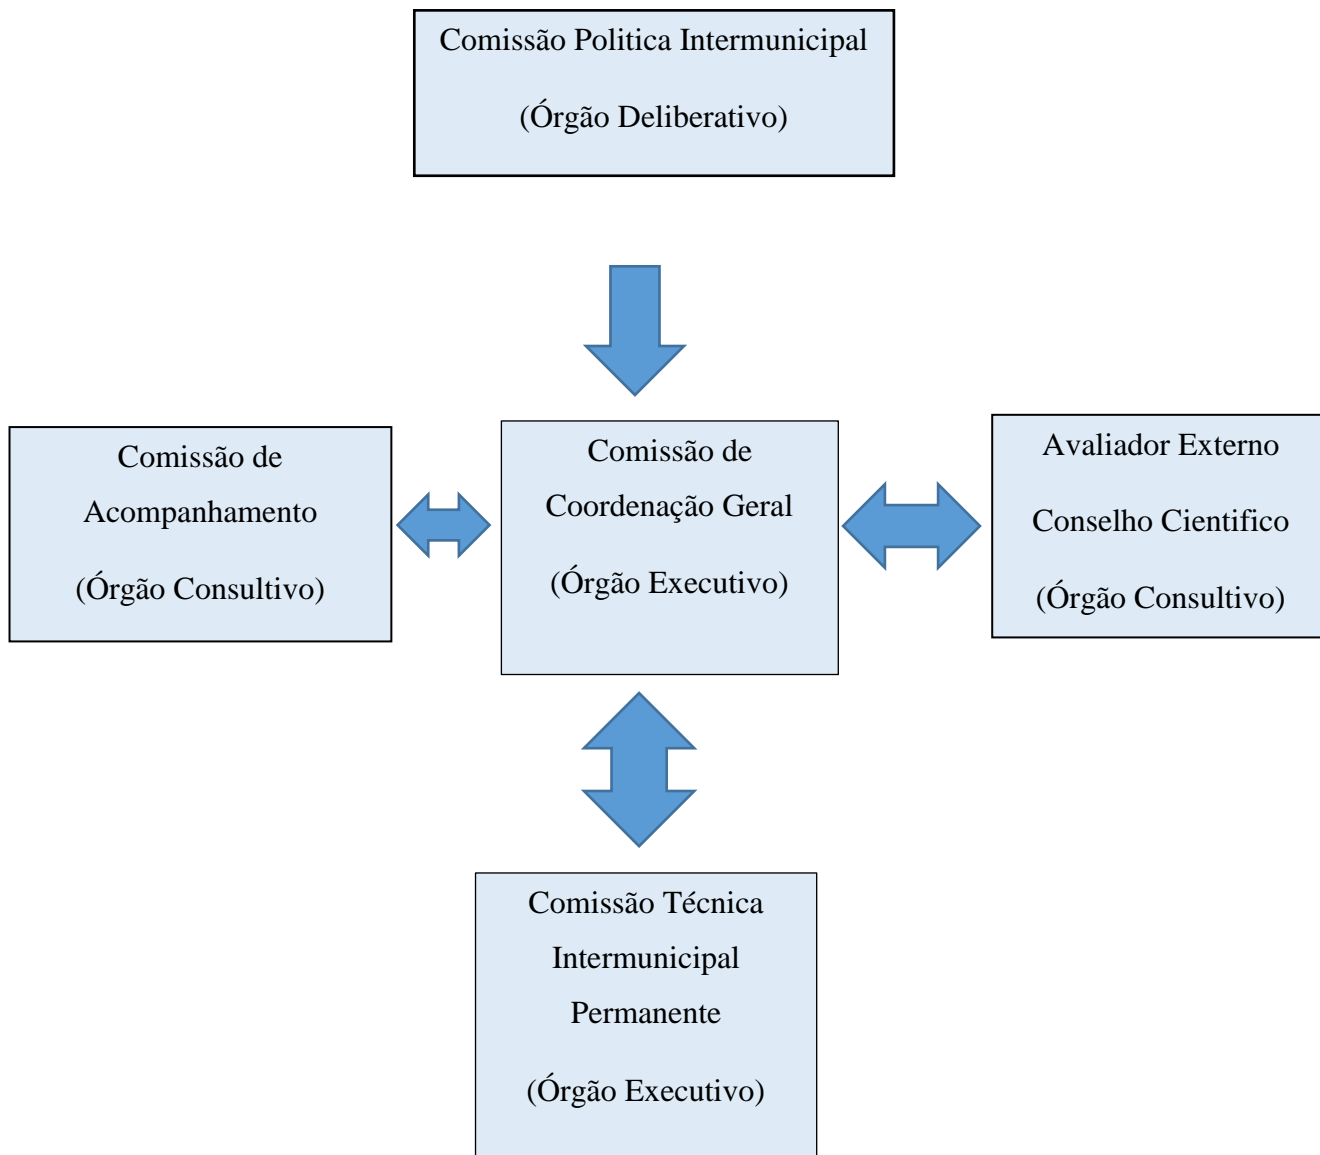 Comissão Politica Intermunicipal
(Órgão Deliberativo)
Comissão de
Acompanhamento
(Órgão Consultivo)
Comissão de
Coordenação Geral
(Órgão Executivo)
Avaliador Externo
Conselho Cientifico
(Órgão Consultivo)
Comissão Técnica
Intermunicipal
Permanente
(Órgão Executivo)